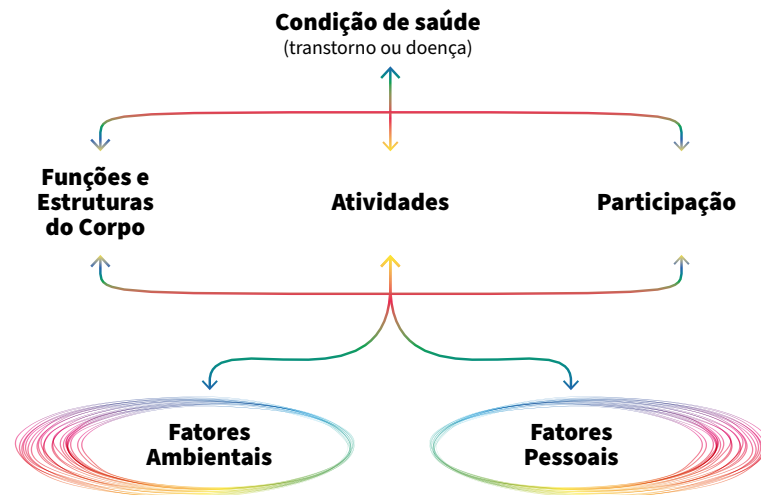 Condição de saúde
(transtorno ou doença)
Funções e
Estruturas
do Corpo
Atividades
Participação
Fatores
Ambientais
Fatores
Pessoais